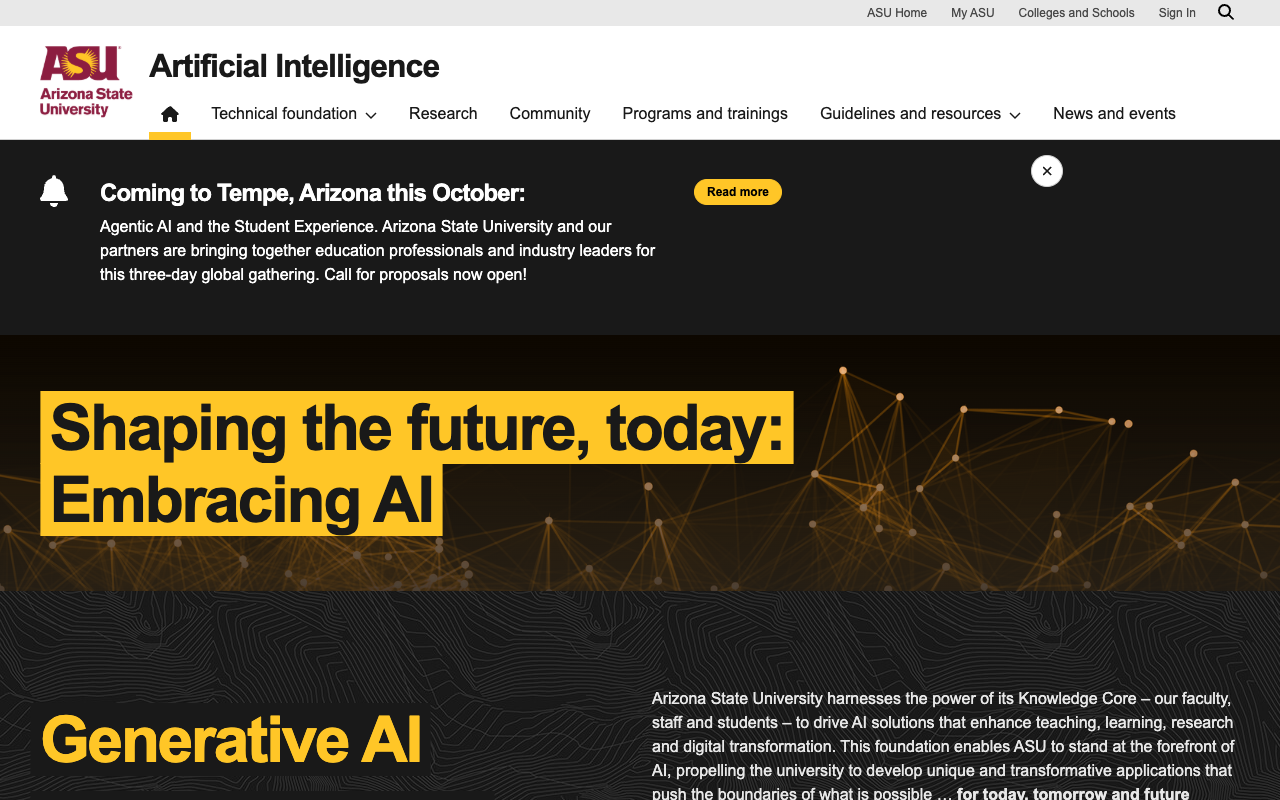 ASU Home My ASU Colleges and Schools Sign In
ASU
Arizona State
University
Artificial Intelligence
Technical foundation Research Community Programs and trainings Guidelines and resources News and events
Coming to Tempe, Arizona this October:
Read more
Agentic AI and the Student Experience. Arizona State University and our
partners are bringing together education professionals and industry leaders for
this three-day global gathering. Call for proposals now open!
Shaping the future, today:
Embracing AI
Generative AI
Arizona State University harnesses the power of its Knowledge Core – our faculty,
staff and students – to drive AI solutions that enhance teaching, learning, research
and digital transformation. This foundation enables ASU to stand at the forefront of
AI, propelling the university to develop unique and transformative applications that
push the boundaries of what is possible … for today, tomorrow and future